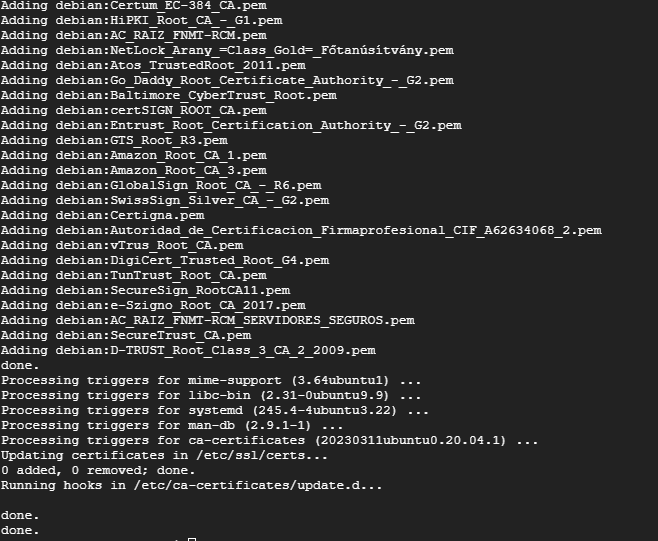 Adding debian:Certum_EC-384_CA.pem
Adding debian:HiPKI_Root_CA_-_G1.pem
Adding debian:AC_RAIZ_FNMT-RCM.pem
Adding debian:NetLock_Arany_=Class_Gold=_Főtanúsítvány.pem
Adding debian:Atos_TrustedRoot_2011.pem
Adding debian:Go_Daddy_Root_Certificate_Authority_-_G2.pem
Adding debian:Baltimore_CyberTrust_Root.pem
Adding debian:certSIGN_ROOT_CA.pem
Adding debian:Entrust_Root_Certification_Authority_-_G2.pem
Adding debian:GTS_Root_R3.pem
Adding debian:Amazon_Root_CA_1.pem
Adding debian:Amazon_Root_CA_3.pem
Adding debian:GlobalSign_Root_CA_-_R6.pem
Adding debian:SwissSign_Silver_CA_-_G2.pem
Adding debian:Certigna.pem
Adding debian:Autoridad_de_Certificacion_Firmaprofesional_CIF_A62634068_2.pem
Adding debian:vTrus_Root_CA.pem
Adding debian:DigiCert_Trusted_Root_G4.pem
Adding debian:TunTrust_Root_CA.pem
Adding debian:SecureSign_RootCA11.pem
Adding debian:e-Szigno_Root_CA_2017.pem
Adding debian:AC_RAIZ_FNMT-RCM_SERVIDORES_SEGUROS.pem
Adding debian:SecureTrust_CA.pem
Adding debian:D-TRUST_Root_Class_3_CA_2_2009.pem
done.
Processing triggers for mime-support (3.64ubuntu1) ...
Processing triggers for libc-bin (2.31-0ubuntu9.9) ...
Processing triggers for systemd (245.4-4ubuntu3.22) ...
Processing triggers for man-db (2.9.1-1) ...
Processing triggers for ca-certificates (20230311ubuntu0.20.04.1) ...
Updating certificates in /etc/ssl/certs...
0 added, 0 removed; done.
Running hooks in /etc/ca-certificates/update.d...
done.
done.